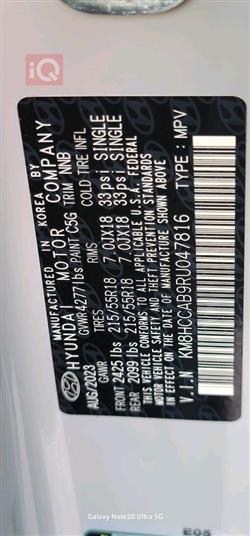 iQ
MANUFACTURED IN KOREA BY
HYUNDAI MOTOR COMPANY
GVWR4277lbs PAINT C5G TRIM NNB
AUG/2023 TIRES RIMS COLD TIRE INFL
GAWR
FRONT 2425 lbs 215/55R18 7.0JX18 33psi SINGLE
REAR 2099 lbs 215/55R18 7.0JX18 33psi SINGLE
THIS VEHICLE CONFORMS TO ALL APPLICABLE U.S.A. FEDERAL
MOTOR VEHICLE SAFETY AND THEFT PREVENTION STANDARDS
IN EFFECT ON THE DATE OF MANUFACTURE SHOWN ABOVE
V.I.N KM8HCCAB9RU047816 TYPE : MPV
Galaxy Note20 Ultra 5G
E05